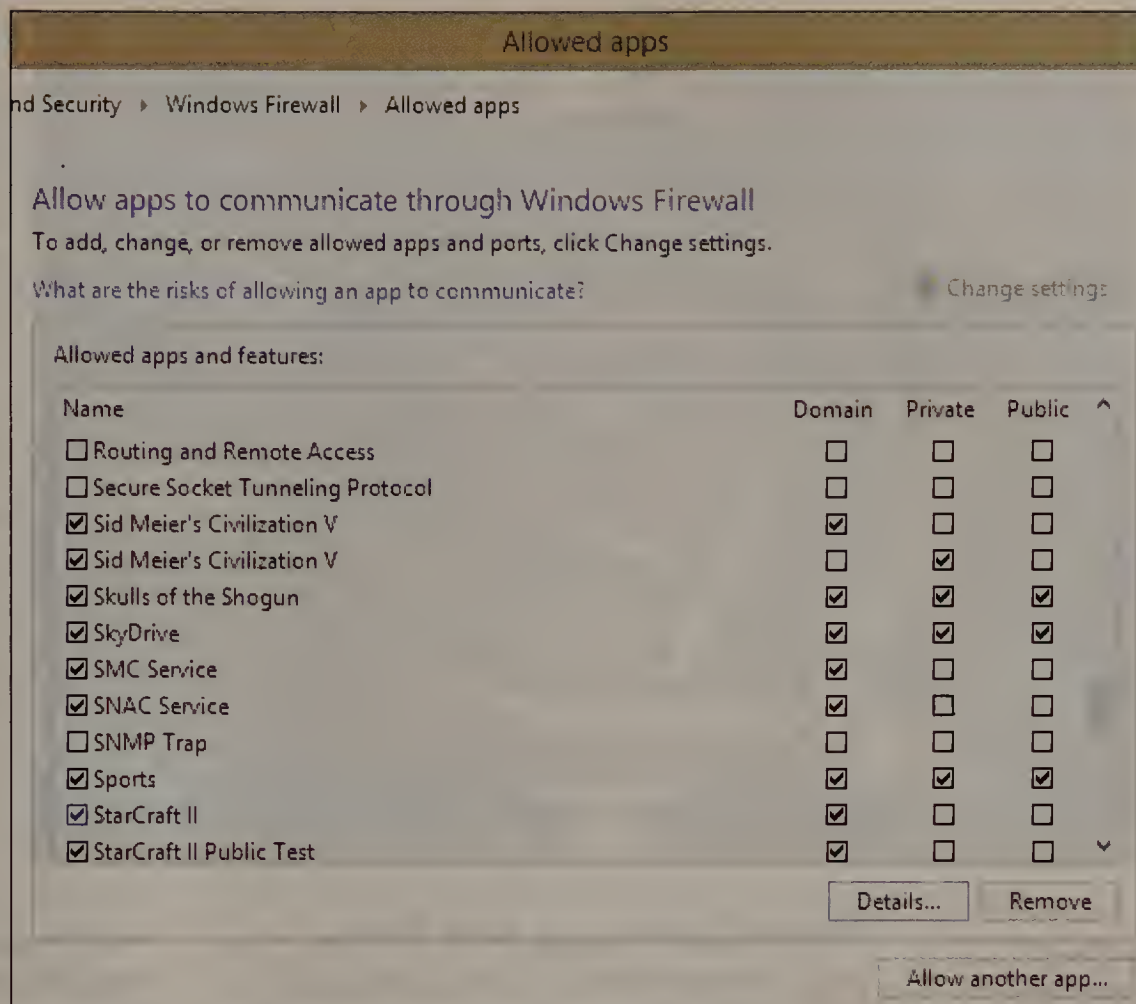 Allowed apps
nd Security ▸ Windows Firewall ▸ Allowed apps
Allow apps to communicate through Windows Firewall
To add, change, or remove allowed apps and ports, click Change settings.
What are the risks of allowing an app to communicate?
Change settings
Allowed apps and features:
Name Domain Private Public
Routing and Remote Access
Secure Socket Tunneling Protocol
Sid Meier's Civilization V
Sid Meier's Civilization V
Skulls of the Shogun
SkyDrive
SMC Service
SNAC Service
SNMP Trap
Sports
StarCraft II
StarCraft II Public Test
Details... Remove
Allow another app...